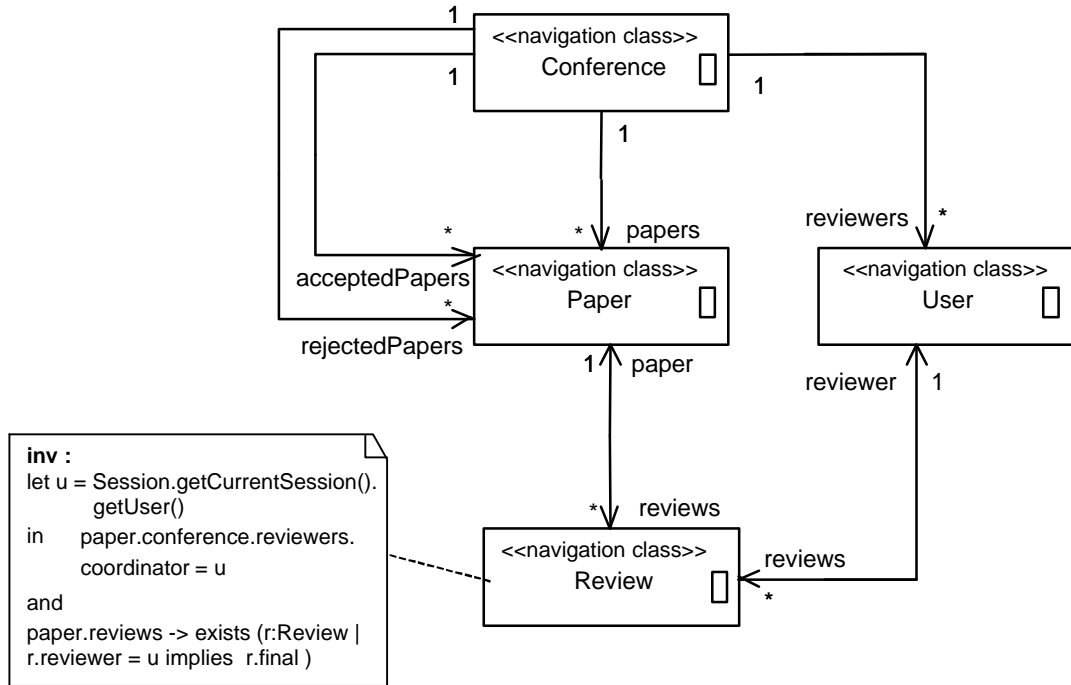 1
<<navigation class>>
Conference
1
1
1
reviewers *
* papers
*
<<navigation class>>
Paper
<<navigation class>>
User
acceptedPapers
*
rejectedPapers
1 paper
reviewer 1
inv :
let u = Session.getCurrentSession().
getUser()
in paper.conference.reviewers.
coordinator = u
and
paper.reviews -> exists (r:Review |
r.reviewer = u implies r.final )
* reviews
<<navigation class>>
Review
reviews
*